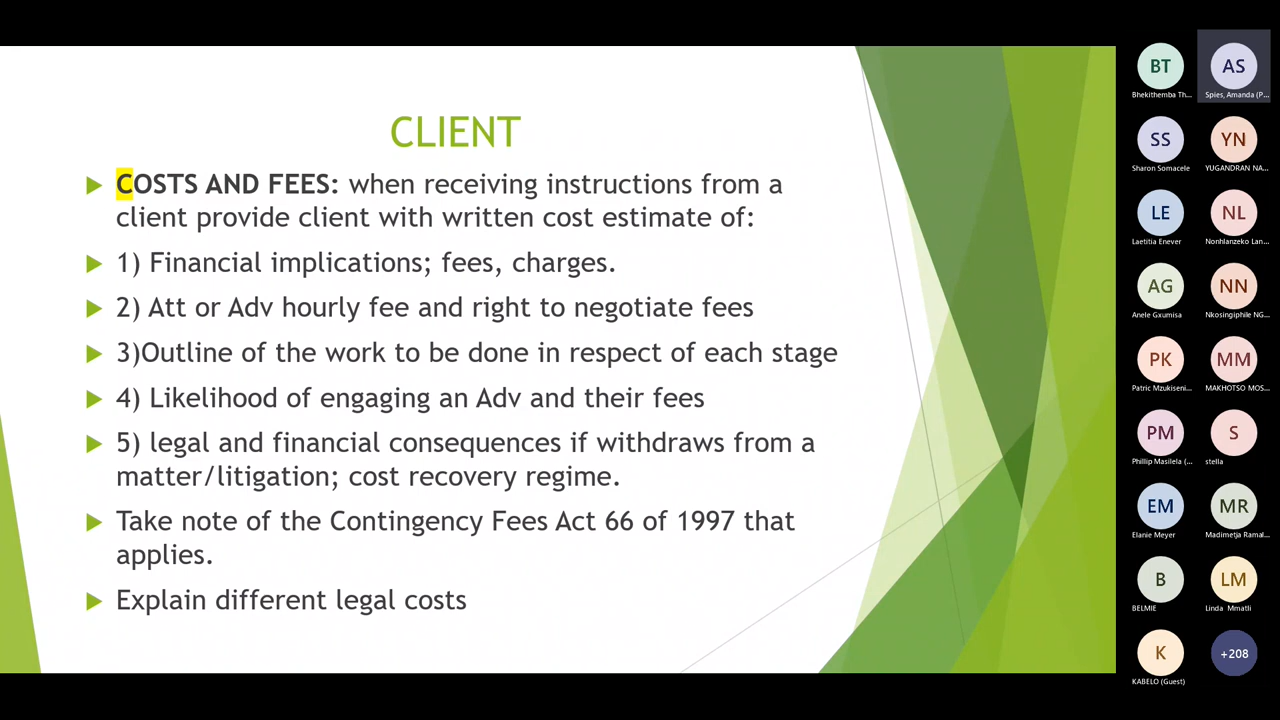 CLIENT
COSTS AND FEES: when receiving instructions from a
client provide client with written cost estimate of:
1) Financial implications; fees, charges.
2) Att or Adv hourly fee and right to negotiate fees
3)Outline of the work to be done in respect of each stage
4) Likelihood of engaging an Adv and their fees
5) legal and financial consequences if withdraws from a
matter/litigation; cost recovery regime.
Take note of the Contingency Fees Act 66 of 1997 that
applies.
Explain different legal costs
BT
Bhekithemba Th...
AS
Spies, Amanda (P...
SS
Sharon Somacele
YN
YUGANDRAN NA...
LE
Laetitia Enever
NL
Nonhlanzeko Lan...
AG
Anele Gxumisa
NN
Nkosingiphile NG...
PK
Patric Mzukiseni...
MM
MAKHOTSO MOS...
PM
Phillip Masilela (...
S
stella
EM
Elanie Meyer
MR
Madimetja Ramal...
B
BELMIE
LM
Linda Mmatli
K
KABELO (Guest)
+208